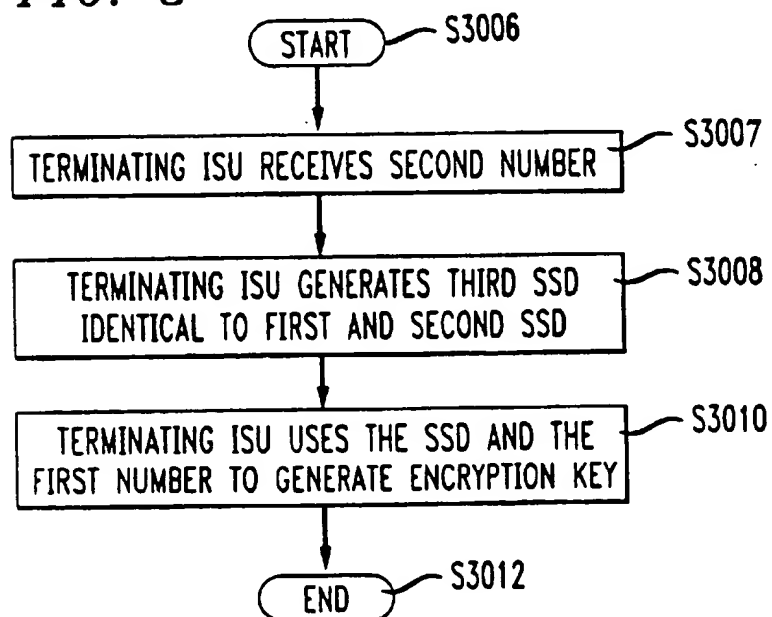 START
S3006
TERMINATING ISU RECEIVES SECOND NUMBER
S3007
TERMINATING ISU GENERATES THIRD SSD
IDENTICAL TO FIRST AND SECOND SSD
S3008
TERMINATING ISU USES THE SSD AND THE
FIRST NUMBER TO GENERATE ENCRYPTION KEY
S3010
END
S3012